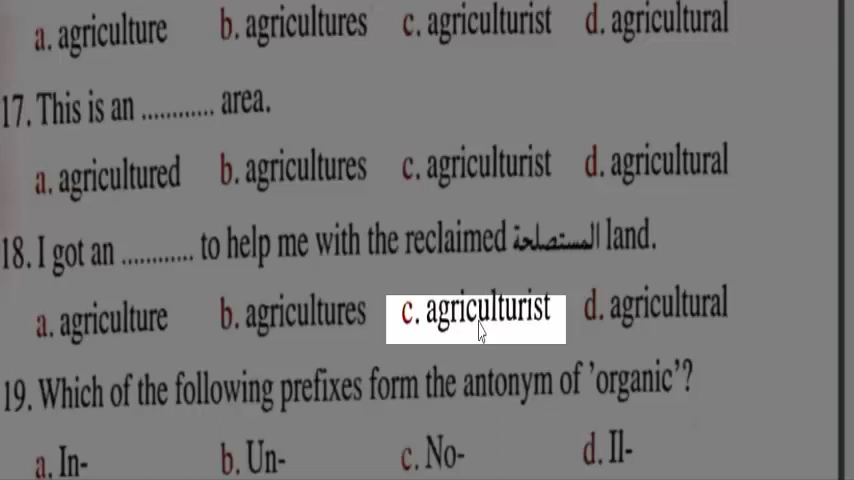 a. agriculture b. agricultures c. agriculturist d. agricultural
17. This is an ............ area.
a. agricultured b. agricultures c. agriculturist d. agricultural
18. I got an ............ to help me with the reclaimed المستصلحة land.
a. agriculture b. agricultures c. agriculturist d. agricultural
19. Which of the following prefixes form the antonym of ’organic’?
a. In- b. Un- c. No- d. Il-